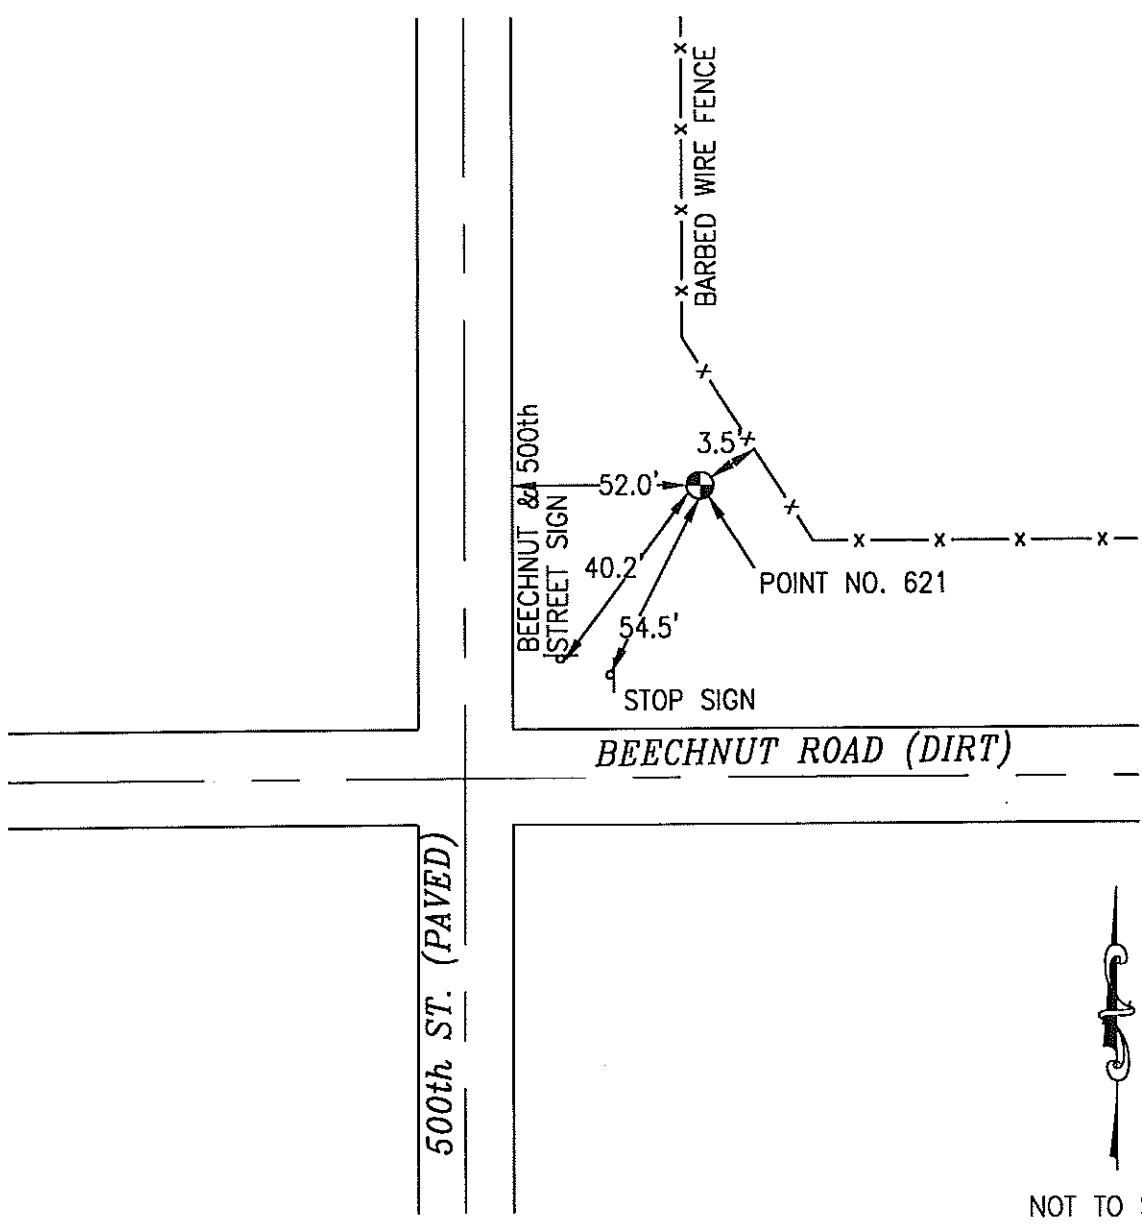 BARBED WIRE FENCE
3.5'
BEECHNUT & 500th
STREET SIGN
52.0'
40.2'
POINT NO. 621
54.5'
STOP SIGN
BEECHNUT ROAD (DIRT)
500th ST. (PAVED)
NOT TO